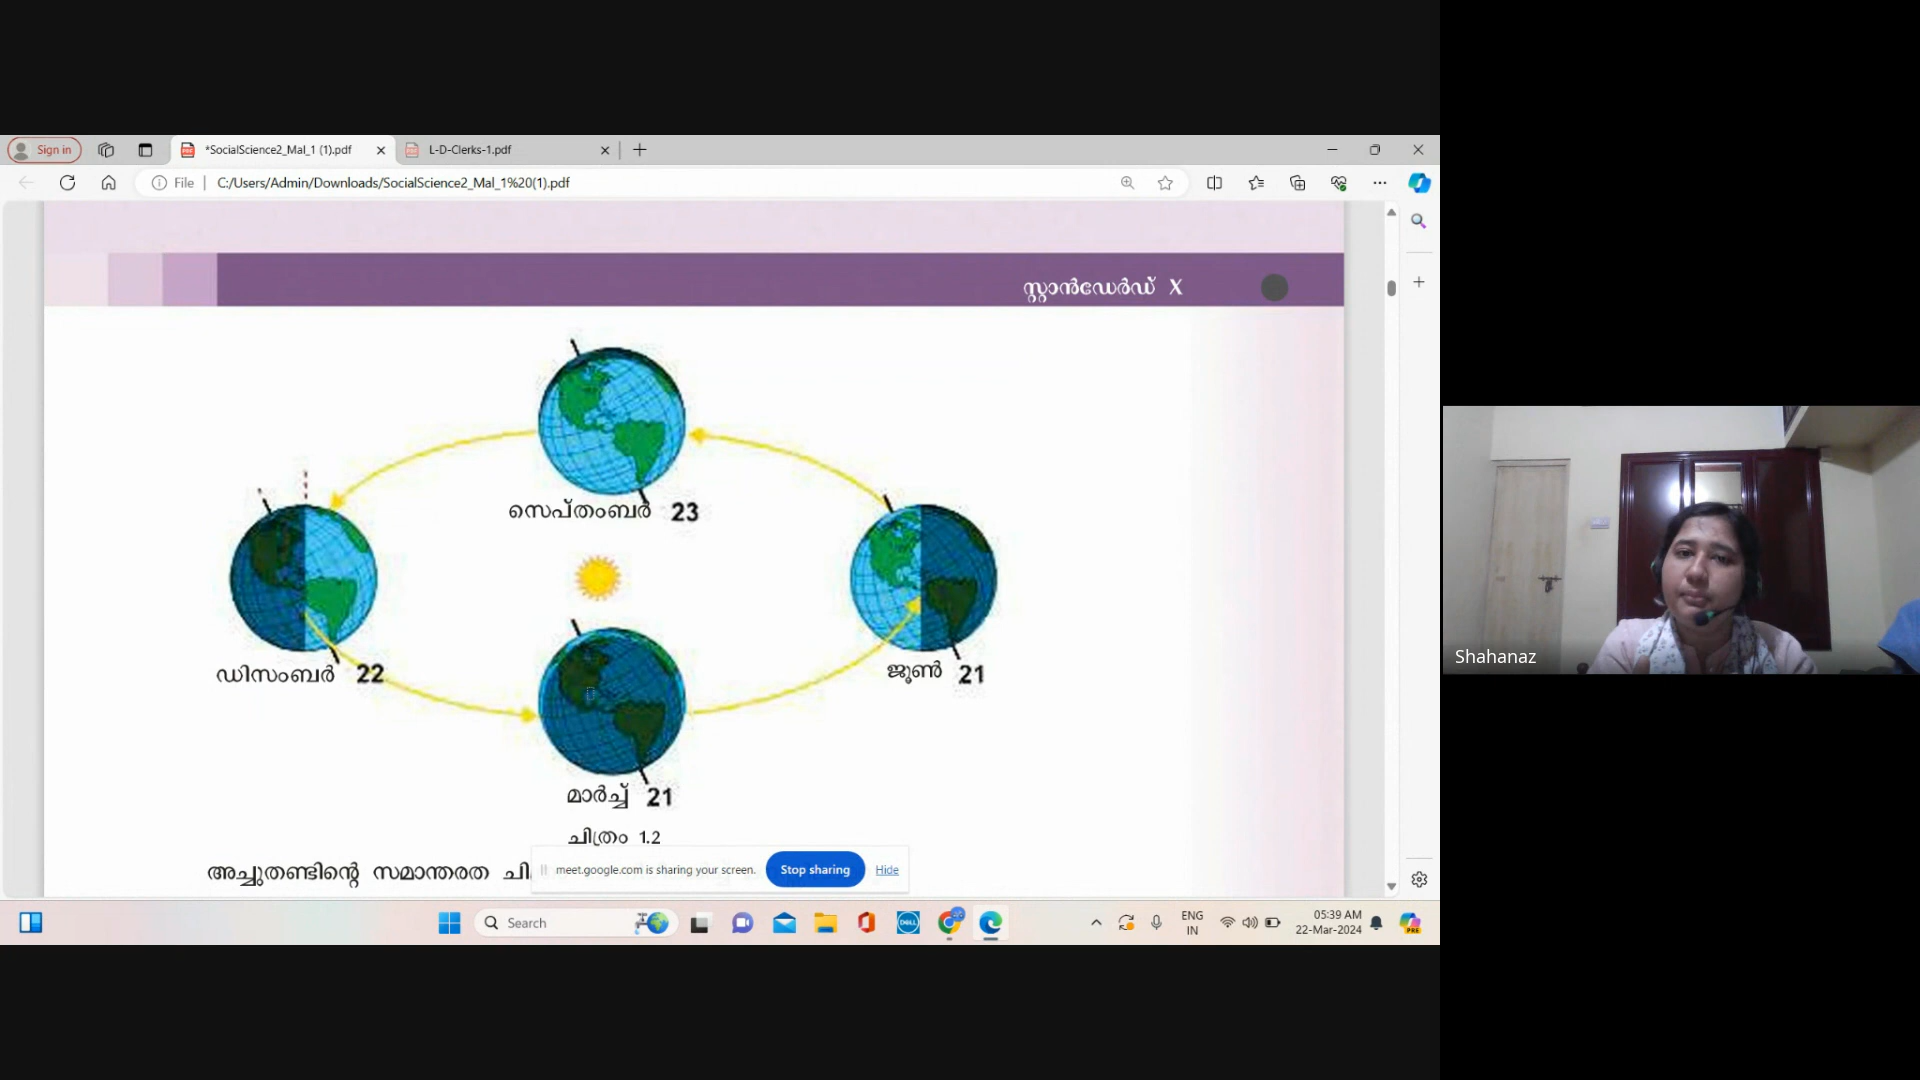 Sign in
*SocialScience2_Mal_1 (1).pdf
L-D-Clerks-1.pdf
File
C:/Users/Admin/Downloads/SocialScience2_Mal_1%20(1).pdf
സ്റ്റാൻഡേർഡ് X
സെപ്തംബർ 23
ഡിസംബർ 22
ജൂൺ 21
മാർച്ച് 21
ചിത്രം 1.2
അച്ചുതണ്ടിന്റെ സമാന്തരത
meet.google.com is sharing your screen.
Stop sharing
Hide
Shahanaz
Search
DELL
ENG
IN
05:39 AM
22-Mar-2024
PRE